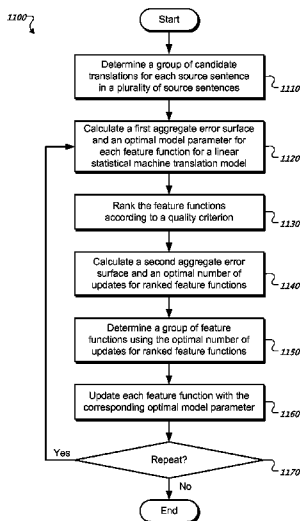 1100
Start
Determine a group of candidate
translations for each source sentence
in a plurality of source sentences
1110
Calculate a first aggregate error surface
and an optimal model parameter for
each feature function for a linear
statistical machine translation model
1120
Rank the feature functions
according to a quality criterion
1130
Calculate a second aggregate error
surface and an optimal number of
updates for ranked feature functions
1140
Determine a group of feature
functions using the optimal number of
updates for ranked feature functions
1150
Update each feature function with the
corresponding optimal model parameter
1160
Yes
Repeat?
1170
No
End